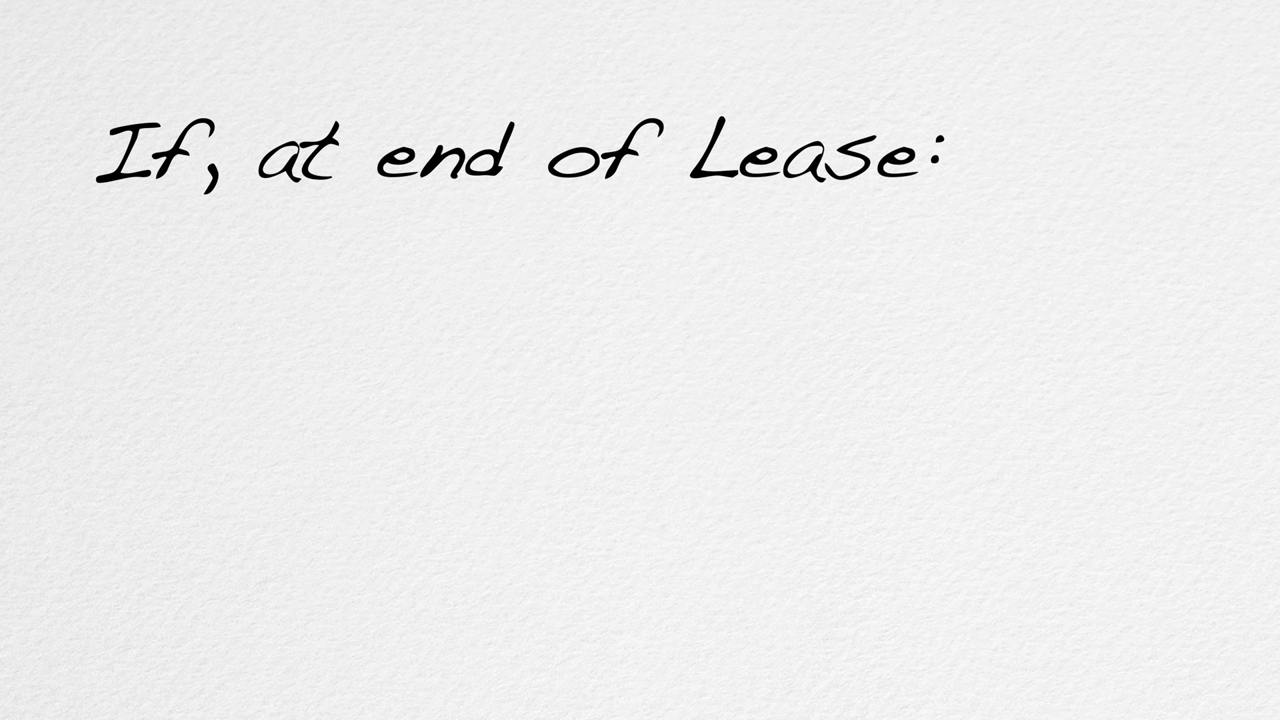 If, at end of Lease: